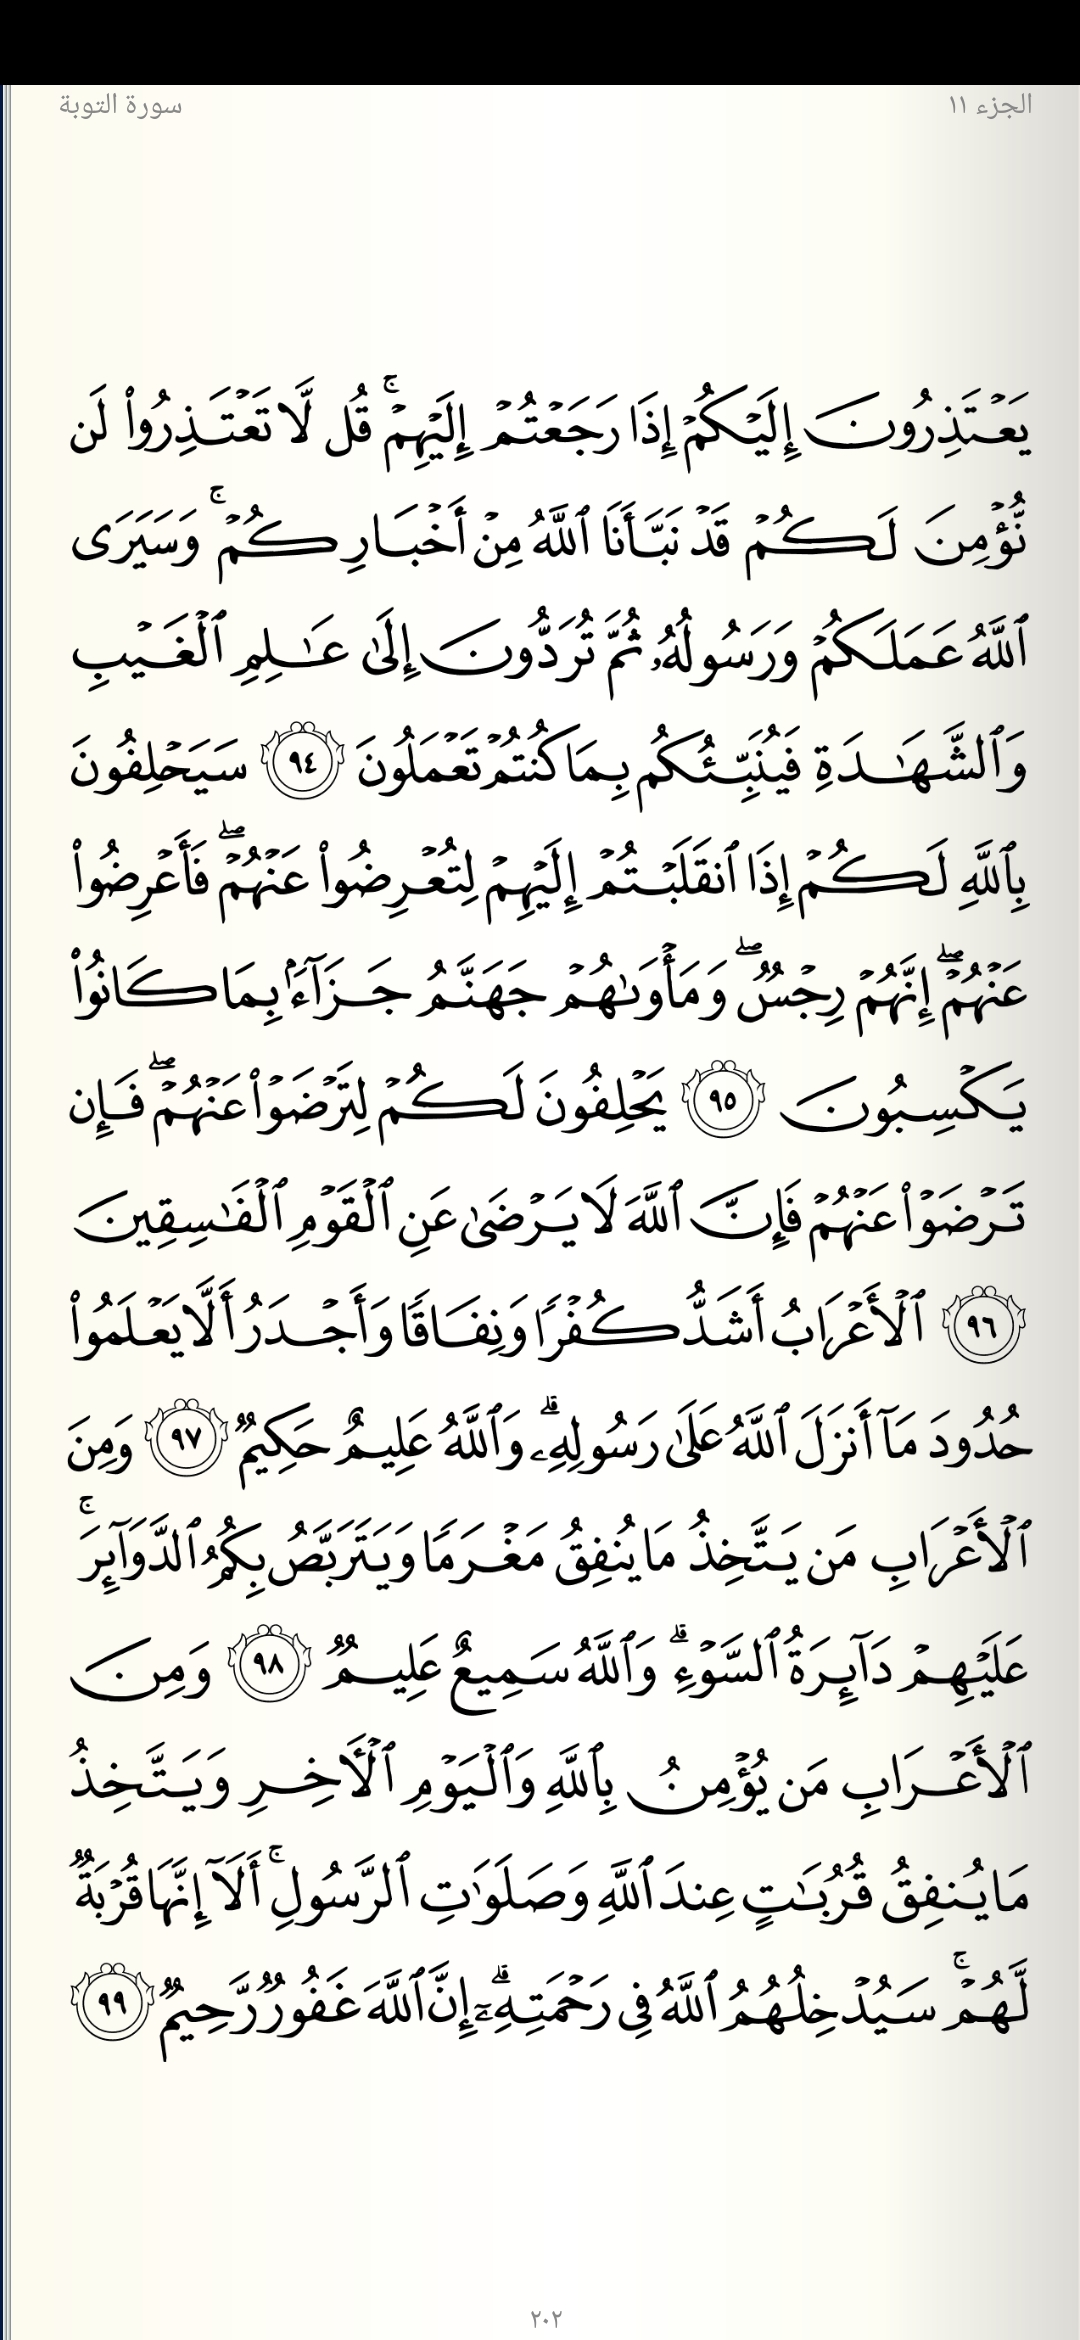 الجزء ١١
سورة التوبة
يَعۡتَذِرُونَ إِلَيۡكُمۡ إِذَا رَجَعۡتُمۡ إِلَيۡهِمۡۚ قُل لَّا تَعۡتَذِرُواْ لَن
نُّؤۡمِنَ لَكُمۡ قَدۡ نَبَّأَنَا ٱللَّهُ مِنۡ أَخۡبَارِكُمۡۚ وَسَيَرَى
ٱللَّهُ عَمَلَكُمۡ وَرَسُولُهُۥ ثُمَّ تُرَدُّونَ إِلَىٰ عَٰلِمِ ٱلۡغَيۡبِ
وَٱلشَّهَٰدَةِ فَيُنَبِّئُكُم بِمَا كُنتُمۡ تَعۡمَلُونَ ٩٤ سَيَحۡلِفُونَ
بِٱللَّهِ لَكُمۡ إِذَا ٱنقَلَبۡتُمۡ إِلَيۡهِمۡ لِتُعۡرِضُواْ عَنۡهُمۡۖ فَأَعۡرِضُواْ
عَنۡهُمۡۖ إِنَّهُمۡ رِجۡسٞۖ وَمَأۡوَىٰهُمۡ جَهَنَّمُ جَزَآءَۢ بِمَا كَانُواْ
يَكۡسِبُونَ ٩٥ يَحۡلِفُونَ لَكُمۡ لِتَرۡضَوۡاْ عَنۡهُمۡۖ فَإِن
تَرۡضَوۡاْ عَنۡهُمۡ فَإِنَّ ٱللَّهَ لَا يَرۡضَىٰ عَنِ ٱلۡقَوۡمِ ٱلۡفَٰسِقِينَ
٩٦ ٱلۡأَعۡرَابُ أَشَدُّ كُفۡرٗا وَنِفَاقٗا وَأَجۡدَرُ أَلَّا يَعۡلَمُواْ
حُدُودَ مَآ أَنزَلَ ٱللَّهُ عَلَىٰ رَسُولِهِۦۗ وَٱللَّهُ عَلِيمٌ حَكِيمٞ ٩٧ وَمِنَ
ٱلۡأَعۡرَابِ مَن يَتَّخِذُ مَا يُنفِقُ مَغۡرَمٗا وَيَتَرَبَّصُ بِكُمُ ٱلدَّوَآئِرَۚ
عَلَيۡهِمۡ دَآئِرَةُ ٱلسَّوۡءِۗ وَٱللَّهُ سَمِيعٌ عَلِيمٞ ٩٨ وَمِنَ
ٱلۡأَعۡرَابِ مَن يُؤۡمِنُ بِٱللَّهِ وَٱلۡيَوۡمِ ٱلۡأٓخِرِ وَيَتَّخِذُ
مَا يُنفِقُ قُرُبَٰتٍ عِندَ ٱللَّهِ وَصَلَوَٰتِ ٱلرَّسُولِۚ أَلَآ إِنَّهَا قُرۡبَةٞ
لَّهُمۡۚ سَيُدۡخِلُهُمُ ٱللَّهُ فِي رَحۡمَتِهِۦٓۗ إِنَّ ٱللَّهَ غَفُورٞ رَّحِيمٞ ٩٩
٢٠٢